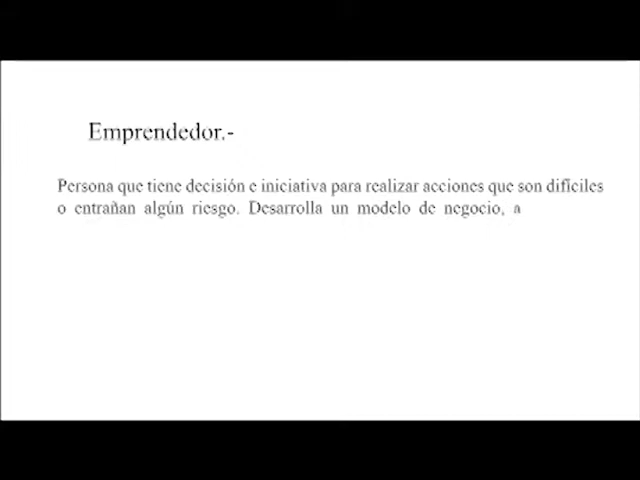 Emprendedor.-
Persona que tiene decisión e iniciativa para realizar acciones que son difíciles
o entrañan algún riesgo. Desarrolla un modelo de negocio, a